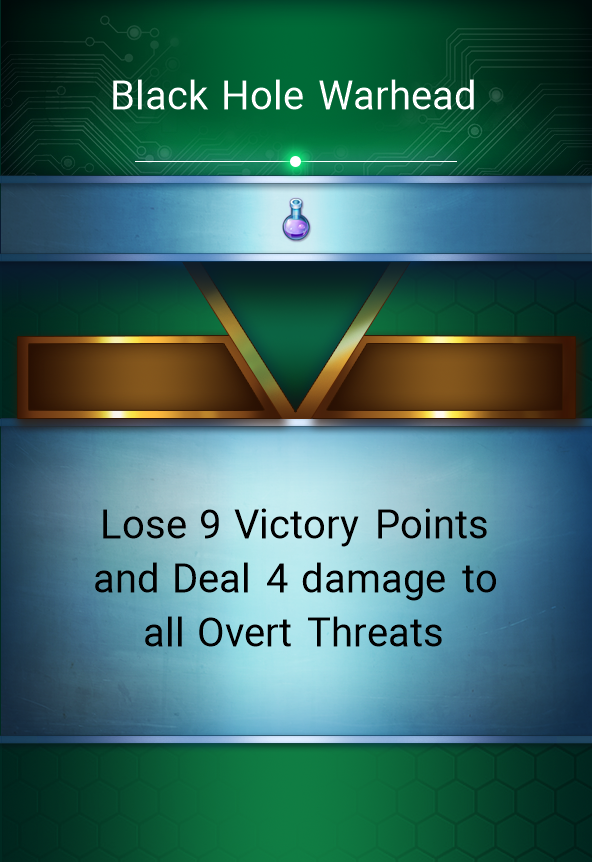 Black Hole Warhead
Lose 9 Victory Points
and Deal 4 damage to
all Overt Threats